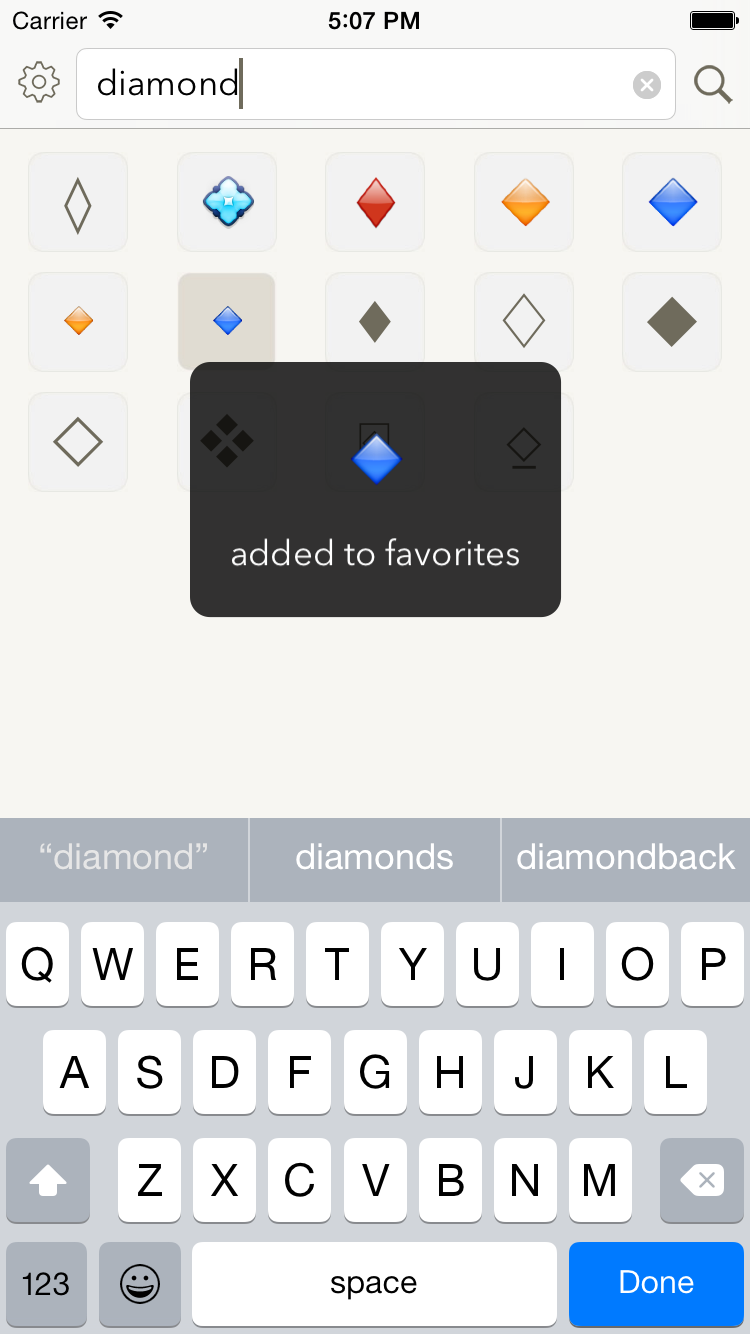 Carrier 5:07 PM
diamond
added to favorites
“diamond” diamonds diamondback
Q W E R T Y U I O P
A S D F G H J K L
Z X C V B N M
123 space Done